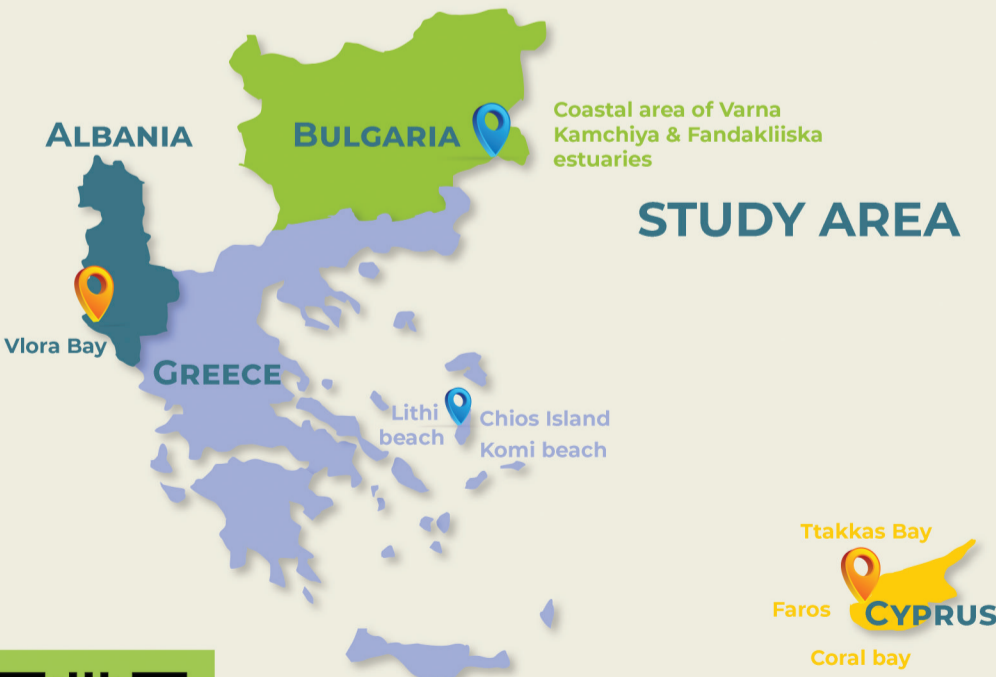 ALBANIA
BULGARIA
Coastal area of Varna
Kamchiya & Fandakliiska
estuaries
STUDY AREA
Vlora Bay
GREECE
Lithi
beach
Chios Island
Komi beach
Ttakkas Bay
Faros
CYPRUS
Coral bay